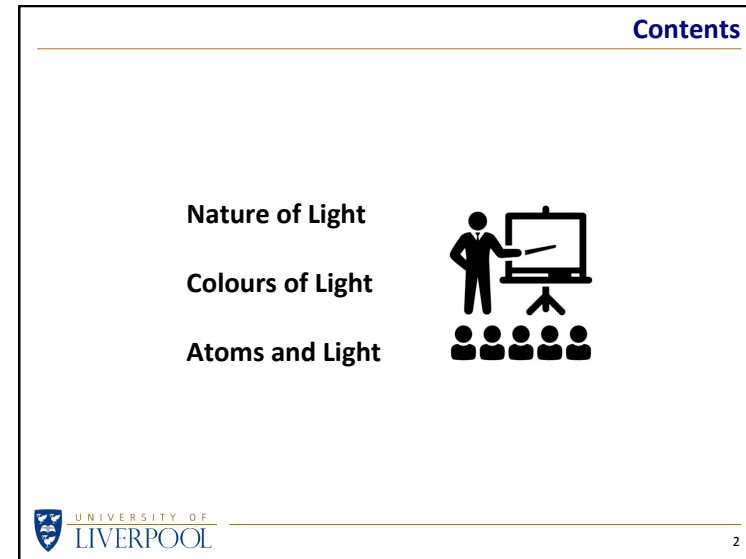 Contents
Nature of Light
Colours of Light
Atoms and Light
UNIVERSITY OF
LIVERPOOL
2